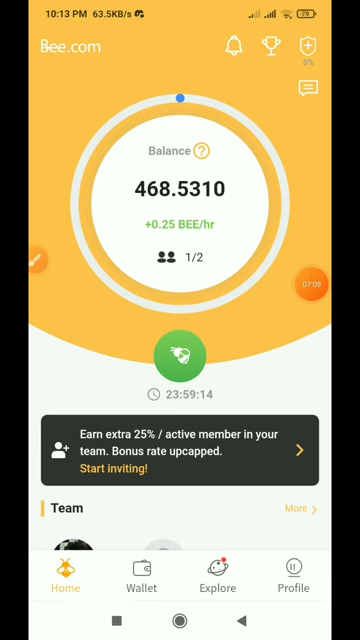 10:13 PM 63.5KB/s
79
Bee.com
0%
Balance ?
468.5310
+0.25 BEE/hr
1/2
07:08
23:59:14
Earn extra 25% / active member in your
team. Bonus rate upcapped.
Start inviting!
Team
More
Home
Wallet
Explore
Profile